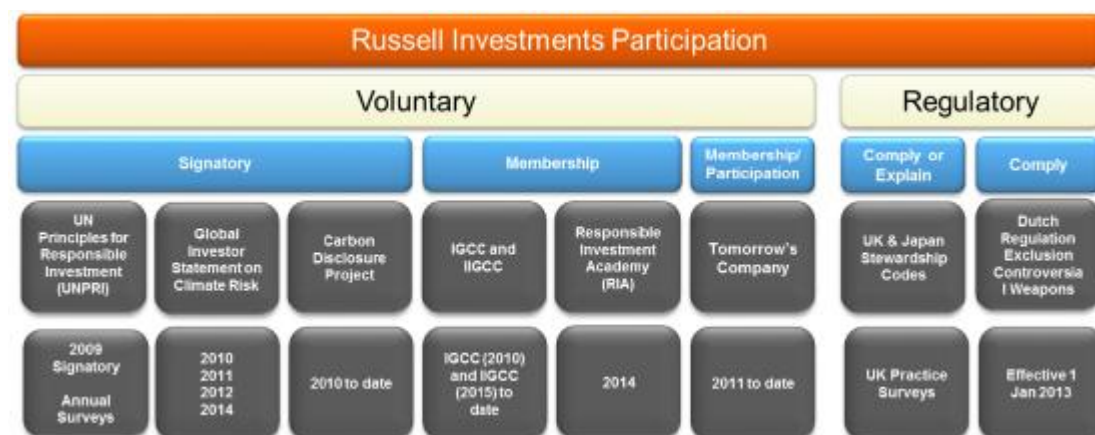 Russell Investments Participation
Voluntary
Regulatory
Signatory
Membership
Membership/
Participation
Comply or
Explain
Comply
UN
Principles for
Responsible
Investment
(UNPRI)
Global
Investor
Statement on
Climate Risk
Carbon
Disclosure
Project
IGCC and
IIGCC
Responsible
Investment
Academy
(RIA)
Tomorrow's
Company
UK & Japan
Stewardship
Codes
Dutch
Regulation
Exclusion
Controversia
l Weapons
2009
Signatory
Annual
Surveys
2010
2011
2012
2014
2010 to date
IGCC (2010)
and IIGCC
(2015) to
date
2014
2011 to date
UK Practice
Surveys
Effective 1
Jan 2013